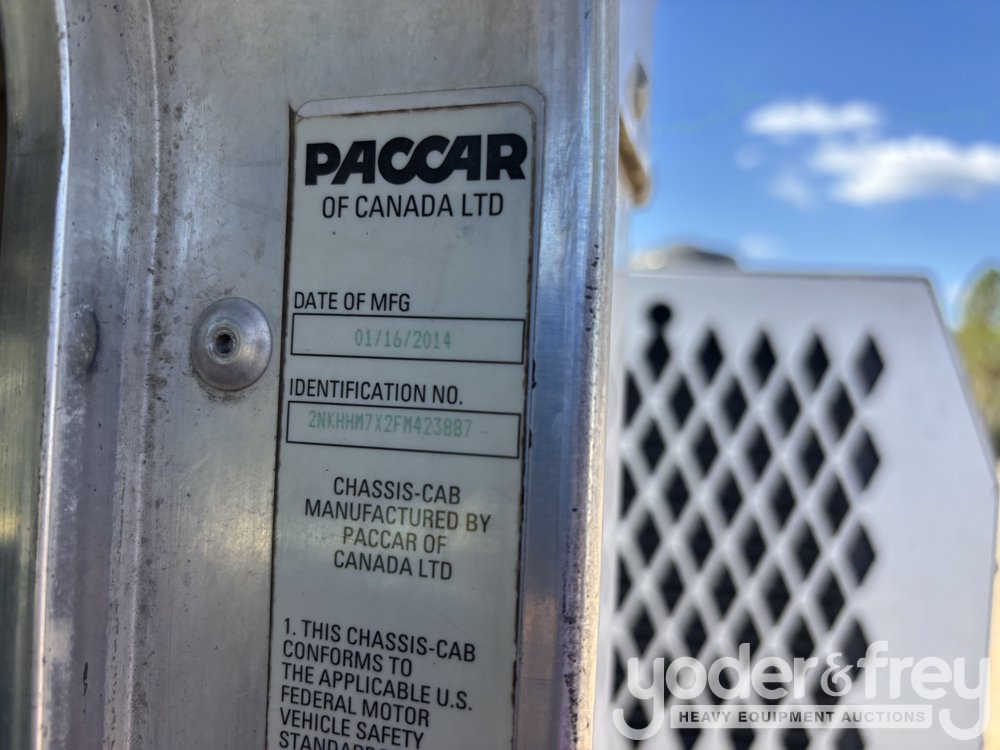 PACCAR
OF CANADA LTD
DATE OF MFG
01/16/2014
IDENTIFICATION NO.
2NKHHM7X2FM423887
CHASSIS-CAB
MANUFACTURED BY
PACCAR OF
CANADA LTD
1. THIS CHASSIS-CAB
CONFORMS TO
THE APPLICABLE U.S.
FEDERAL MOTOR
VEHICLE SAFETY
STANDARDS
yoder&frey
HEAVY EQUIPMENT AUCTIONS